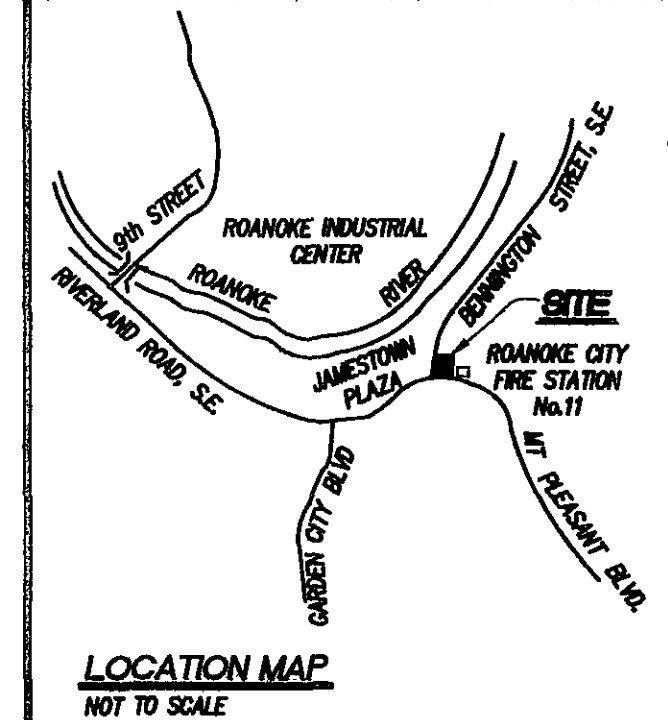 9th STREET
ROANOKE INDUSTRIAL
CENTER
BENNINGTON STREET, S.E.
ROANOKE RIVER
RIVERLAND ROAD, S.E.
SITE
JAMESTOWN
PLAZA
ROANOKE CITY
FIRE STATION
No.11
MT PLEASANT BLVD.
GARDEN CITY BLVD
LOCATION MAP
NOT TO SCALE